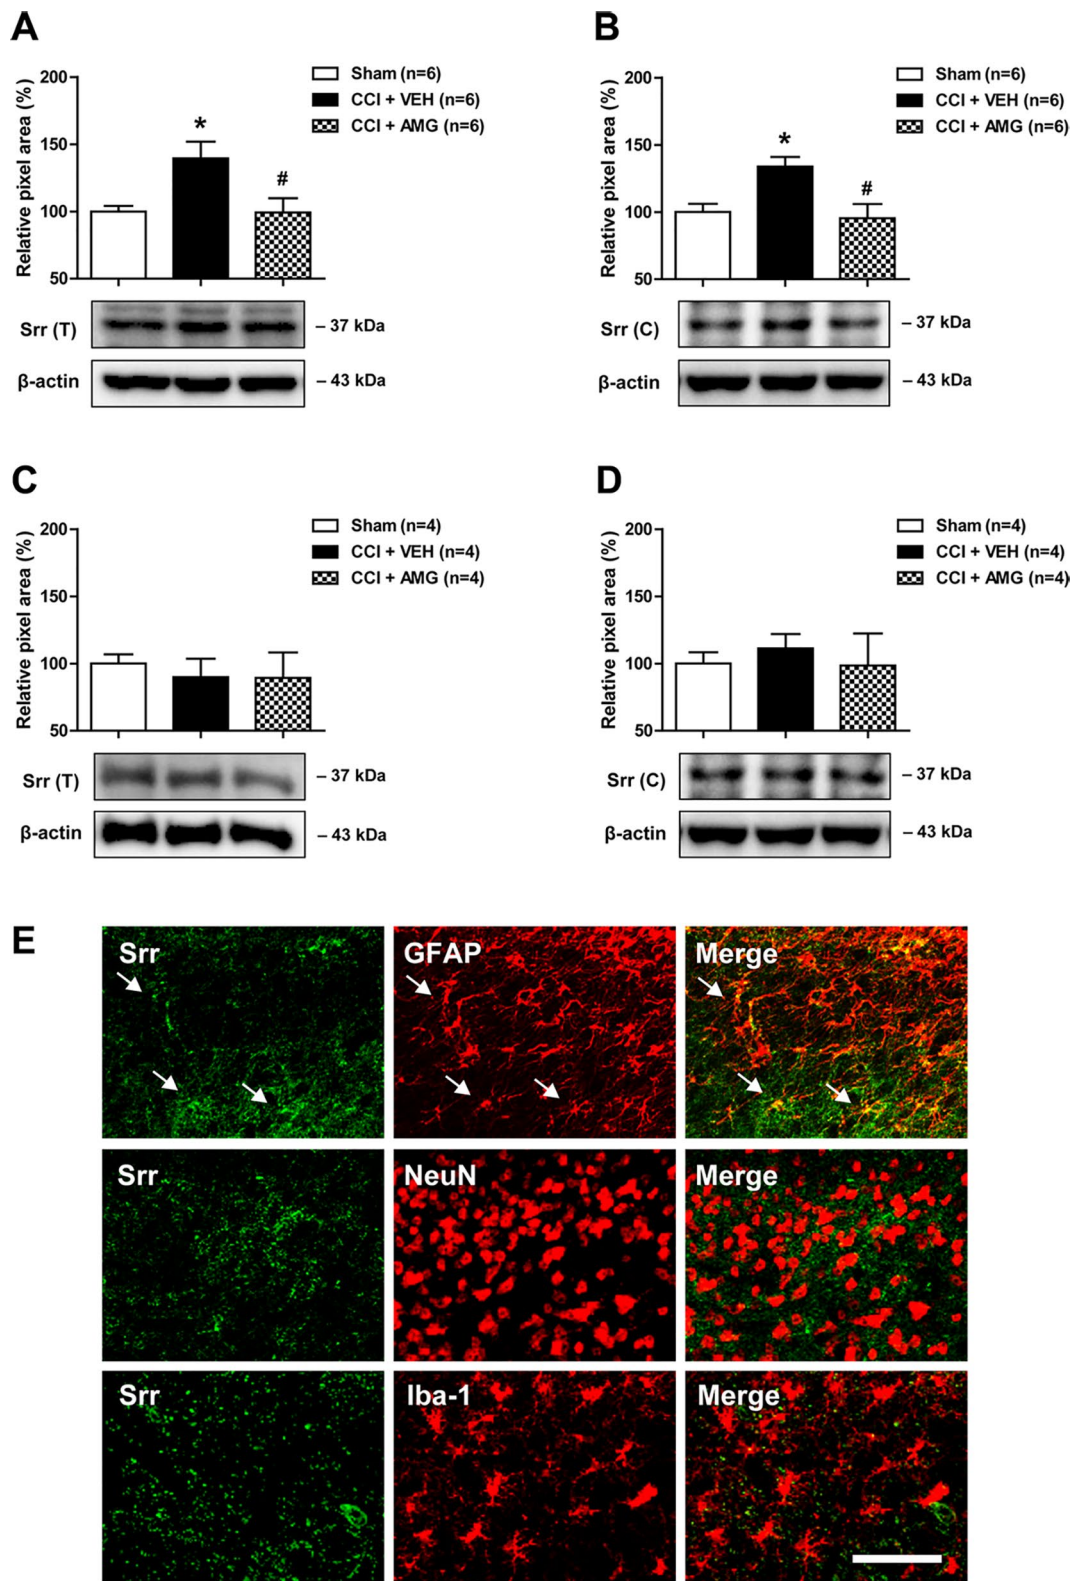 A
Relative pixel area (%)
200
150
100
50
*
#
Sham (n=6)
CCI + VEH (n=6)
CCI + AMG (n=6)
Srr (T)
– 37 kDa
β-actin
– 43 kDa
B
Relative pixel area (%)
200
150
100
50
*
#
Sham (n=6)
CCI + VEH (n=6)
CCI + AMG (n=6)
Srr (C)
– 37 kDa
β-actin
– 43 kDa
C
Relative pixel area (%)
200
150
100
50
Sham (n=4)
CCI + VEH (n=4)
CCI + AMG (n=4)
Srr (T)
– 37 kDa
β-actin
– 43 kDa
D
Relative pixel area (%)
200
150
100
50
Sham (n=4)
CCI + VEH (n=4)
CCI + AMG (n=4)
Srr (C)
– 37 kDa
β-actin
– 43 kDa
E
Srr
GFAP
Merge
Srr
NeuN
Merge
Srr
Iba-1
Merge